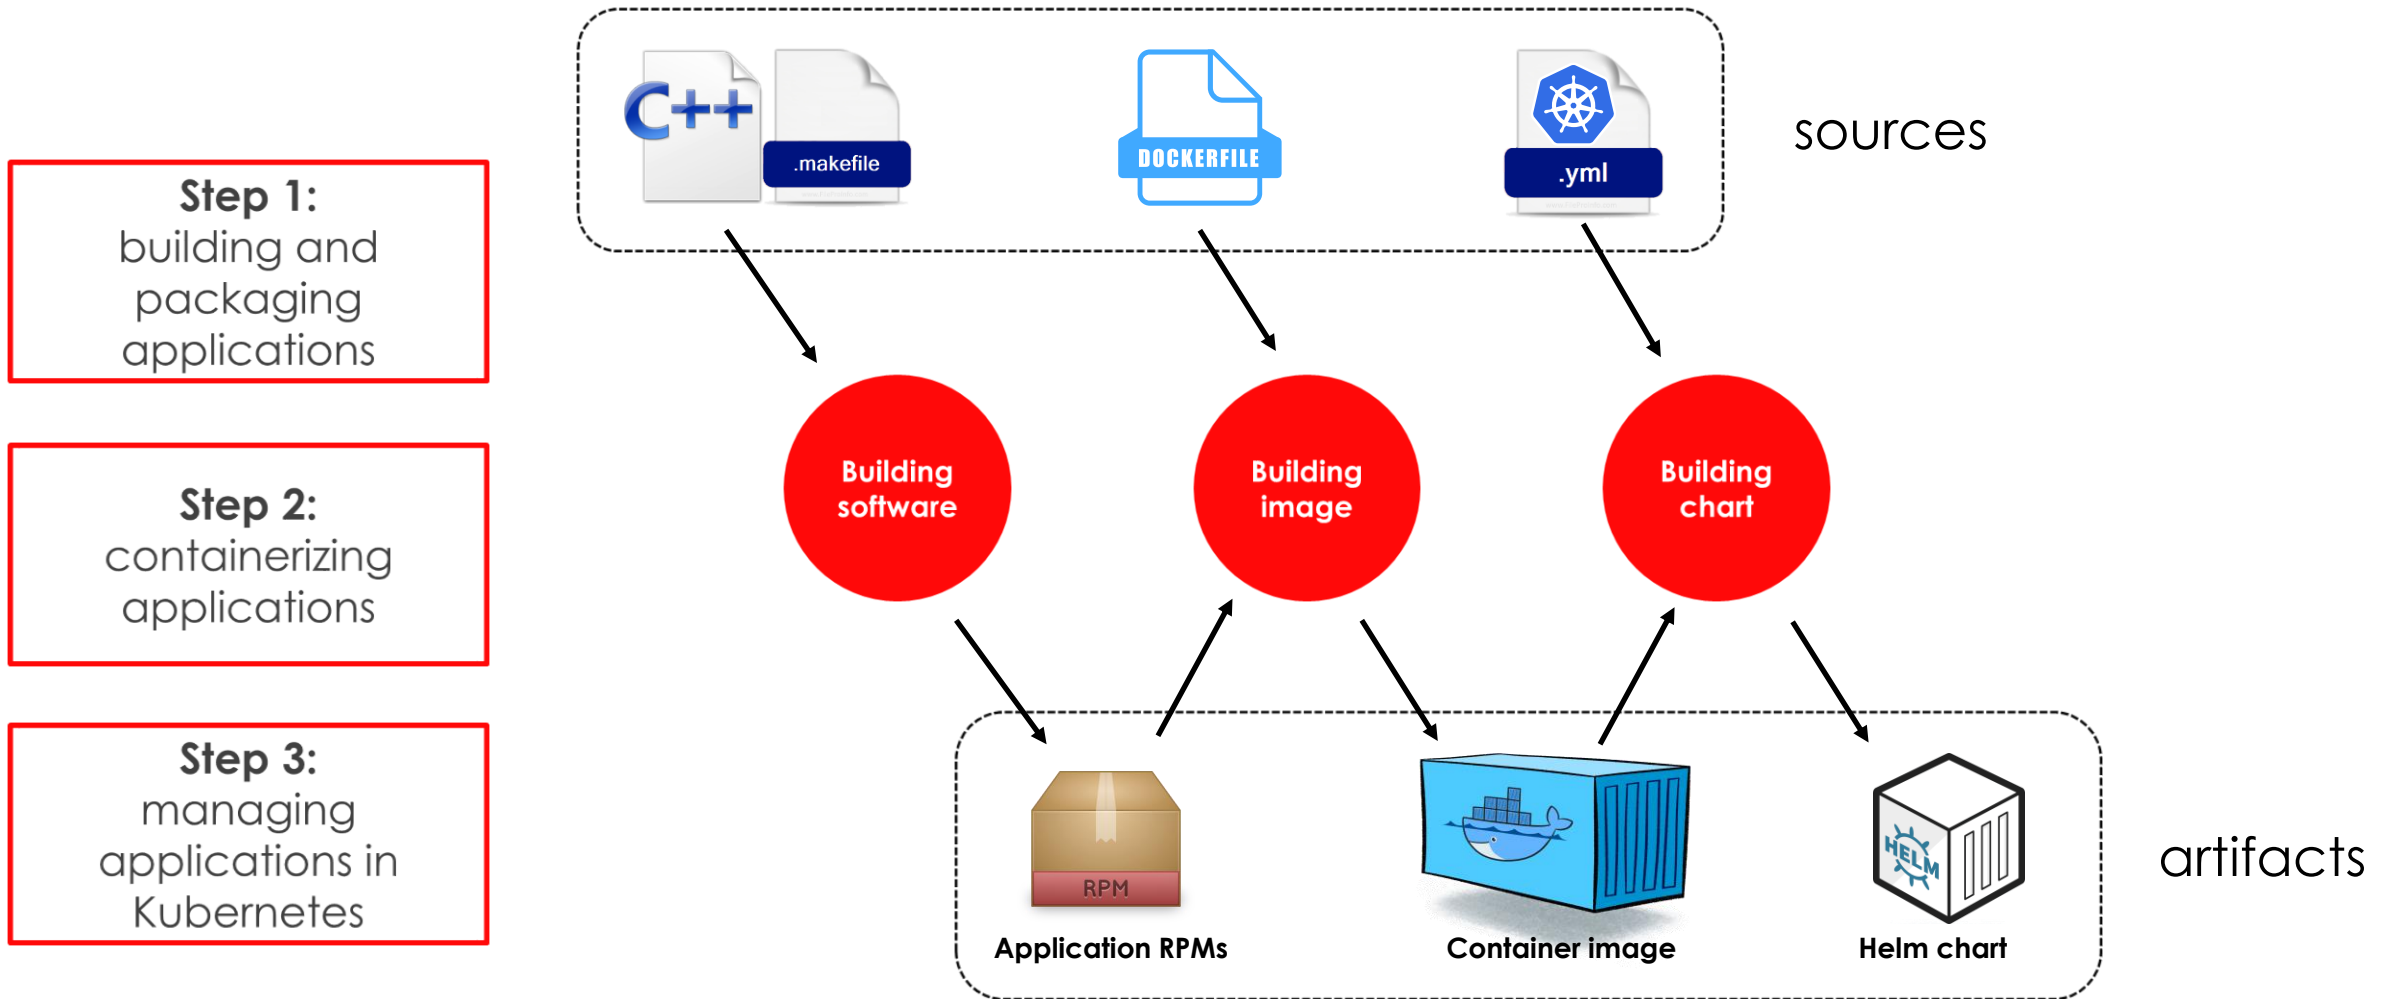 Step 1:
building and
packaging
applications
Step 2:
containerizing
applications
Step 3:
managing
applications in
Kubernetes
C++
.makefile
DOCKERFILE
.yml
sources
Building
software
Building
image
Building
chart
RPM
HELM
Application RPMs
Container image
Helm chart
artifacts